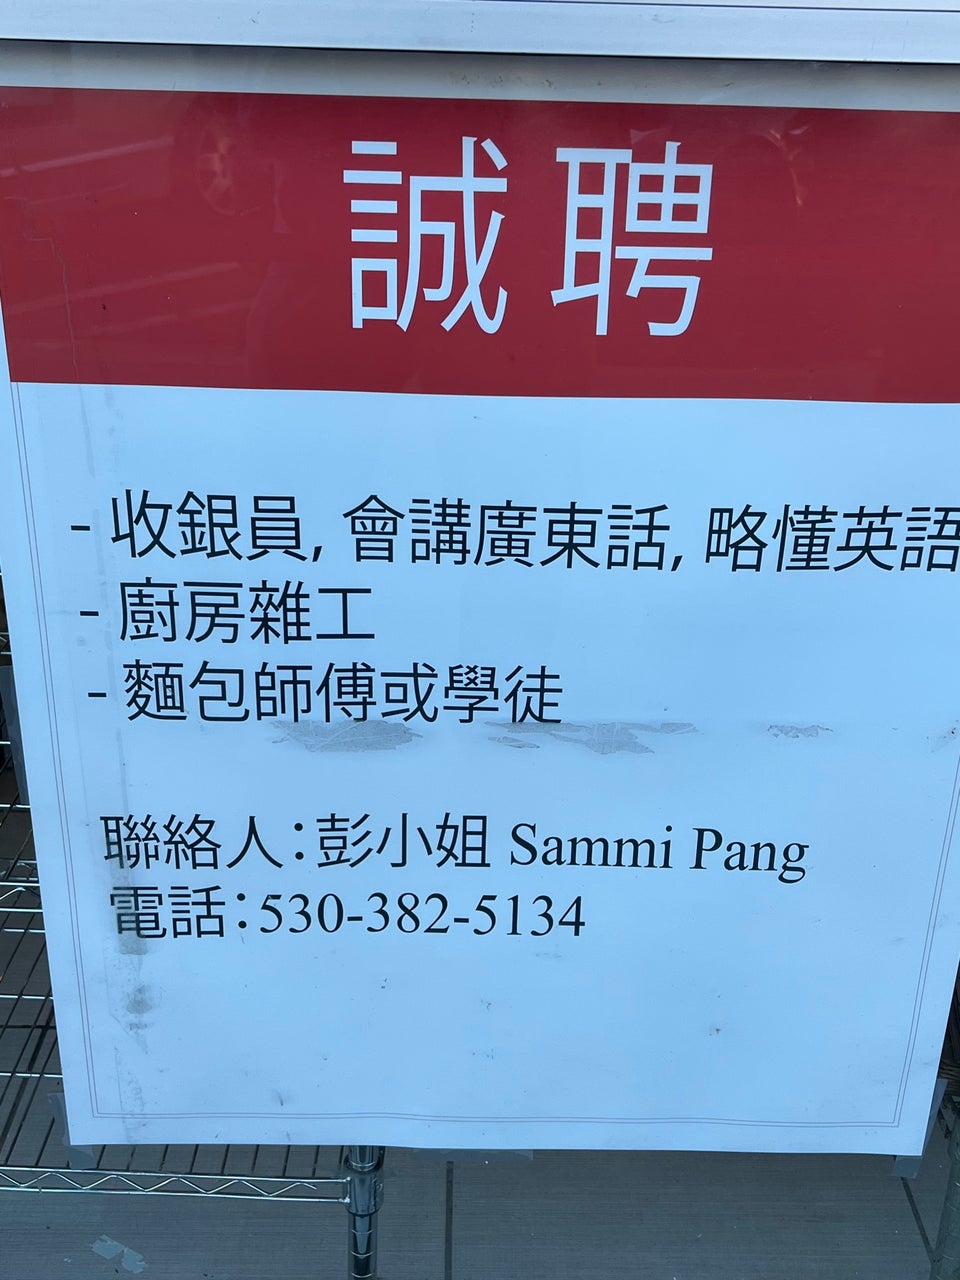 誠聘
- 收銀員, 會講廣東話, 略懂英語
- 廚房雜工
- 麵包師傅或學徒
聯絡人：彭小姐 Sammi Pang
電話：530-382-5134